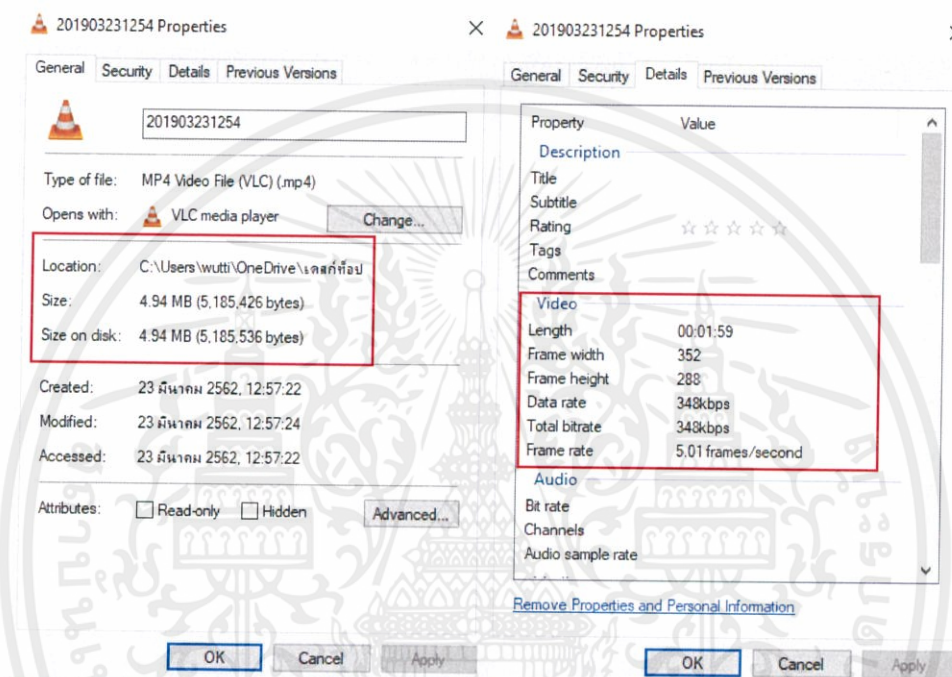 201903231254 Properties
General Security Details Previous Versions
201903231254
Type of file: MP4 Video File (VLC) (.mp4)
Opens with: VLC media player Change...
Location: C:\Users\wutti\OneDrive\เดสก์ท็อป
Size: 4.94 MB (5,185,426 bytes)
Size on disk: 4.94 MB (5,185,536 bytes)
Created: 23 มีนาคม 2562, 12:57:22
Modified: 23 มีนาคม 2562, 12:57:24
Accessed: 23 มีนาคม 2562, 12:57:22
Attributes: Read-only Hidden Advanced...
OK Cancel Apply
201903231254 Properties
General Security Details Previous Versions
Property Value
Description
Title
Subtitle
Rating
Tags
Comments
Video
Length 00:01:59
Frame width 352
Frame height 288
Data rate 348kbps
Total bitrate 348kbps
Frame rate 5.01 frames/second
Audio
Bit rate
Channels
Audio sample rate
Remove Properties and Personal Information
OK Cancel Apply